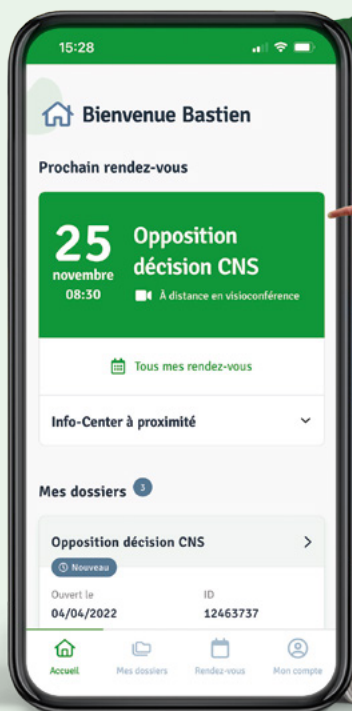 15:28
Bienvenue Bastien
Prochain rendez-vous
25
novembre
08:30
Opposition
décision CNS
À distance en visioconférence
Tous mes rendez-vous
Info-Center à proximité
Mes dossiers 3
Opposition décision CNS
Nouveau
Ouvert le
04/04/2022
ID
12463737
Accueil
Mes dossiers
Rendez-vous
Mon compte